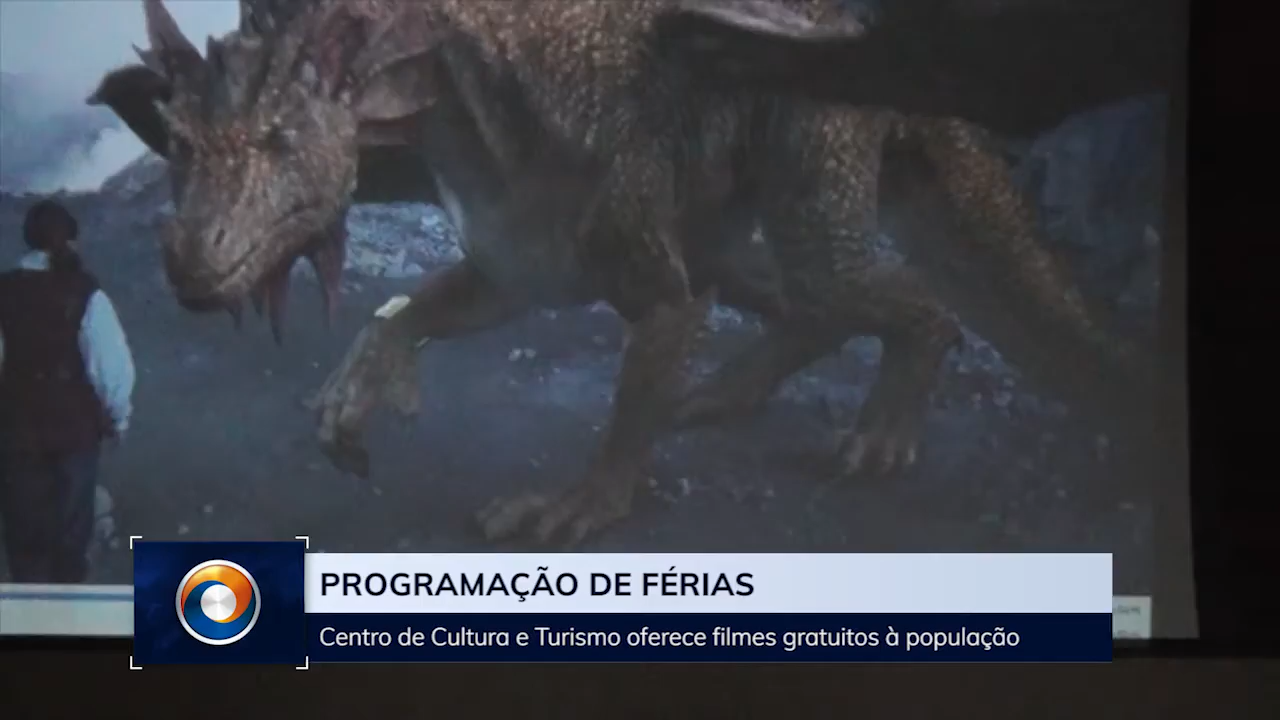 PROGRAMAÇÃO DE FÉRIAS
Centro de Cultura e Turismo oferece filmes gratuitos à população